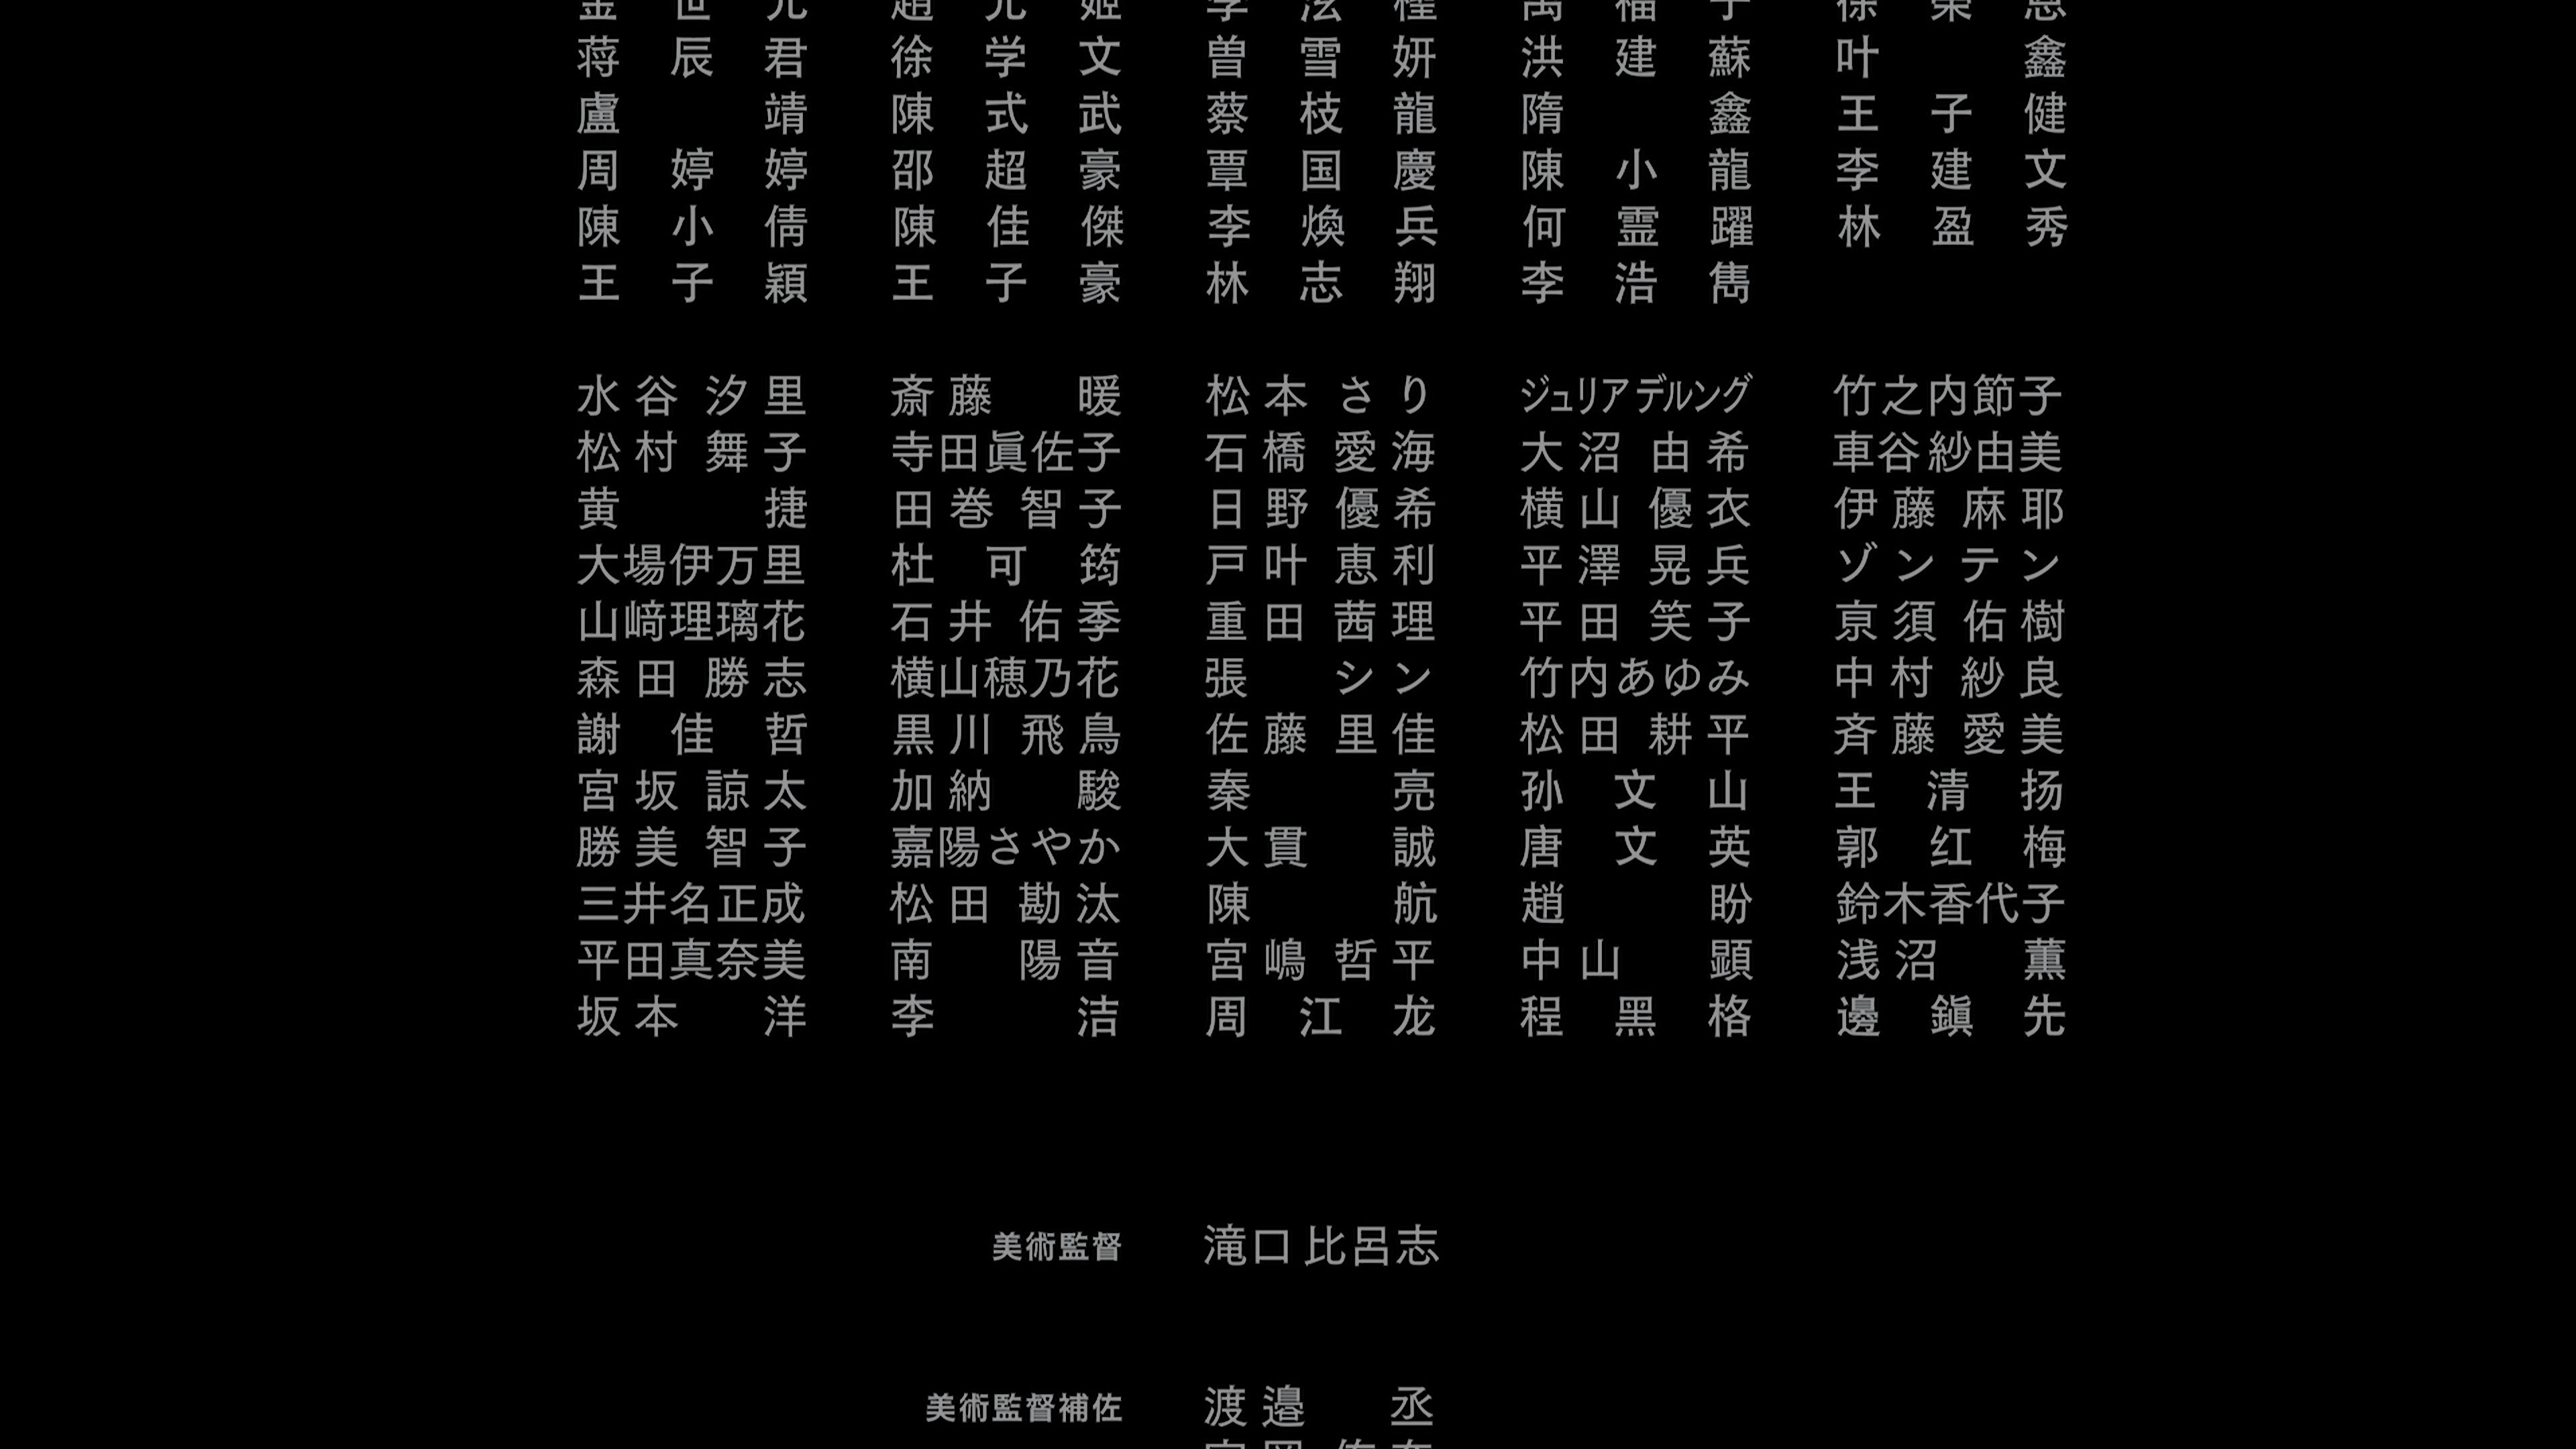 蒋辰君 徐学文 曽雪妍 洪建蘇 叶鑫
盧靖 陳式武 蔡枝龍 隋鑫 王子健
周婷婷 邵超豪 覃国慶 陳小龍 李建文
陳小倩 陳佳傑 李煥兵 何霊躍 林盈秀
王子穎 王子豪 林志翔 李浩雋
水谷汐里 斎藤暖 松本さり ジュリアデルング 竹之内節子
松村舞子 寺田眞佐子 石橋愛海 大沼由希 車谷紗由美
黄捷 田巻智子 日野優希 横山優衣 伊藤麻耶
大場伊万里 杜可筠 戸叶恵利 平澤晃兵 ゾンテン
山﨑理璃花 石井佑季 重田茜理 平田笑子 亰須佑樹
森田勝志 横山穂乃花 張シン 竹内あゆみ 中村紗良
謝佳哲 黒川飛鳥 佐藤里佳 松田耕平 斉藤愛美
宮坂諒太 加納駿 秦亮 孙文山 王清扬
勝美智子 嘉陽さやか 大貫誠 唐文英 郭红梅
三井名正成 松田勘汰 陳航 趙盼 鈴木香代子
平田真奈美 南陽音 宮嶋哲平 中山顕 浅沼薫
坂本洋 李洁 周江龙 程黑格 邊鎭先
美術監督 滝口比呂志
美術監督補佐 渡邉丞